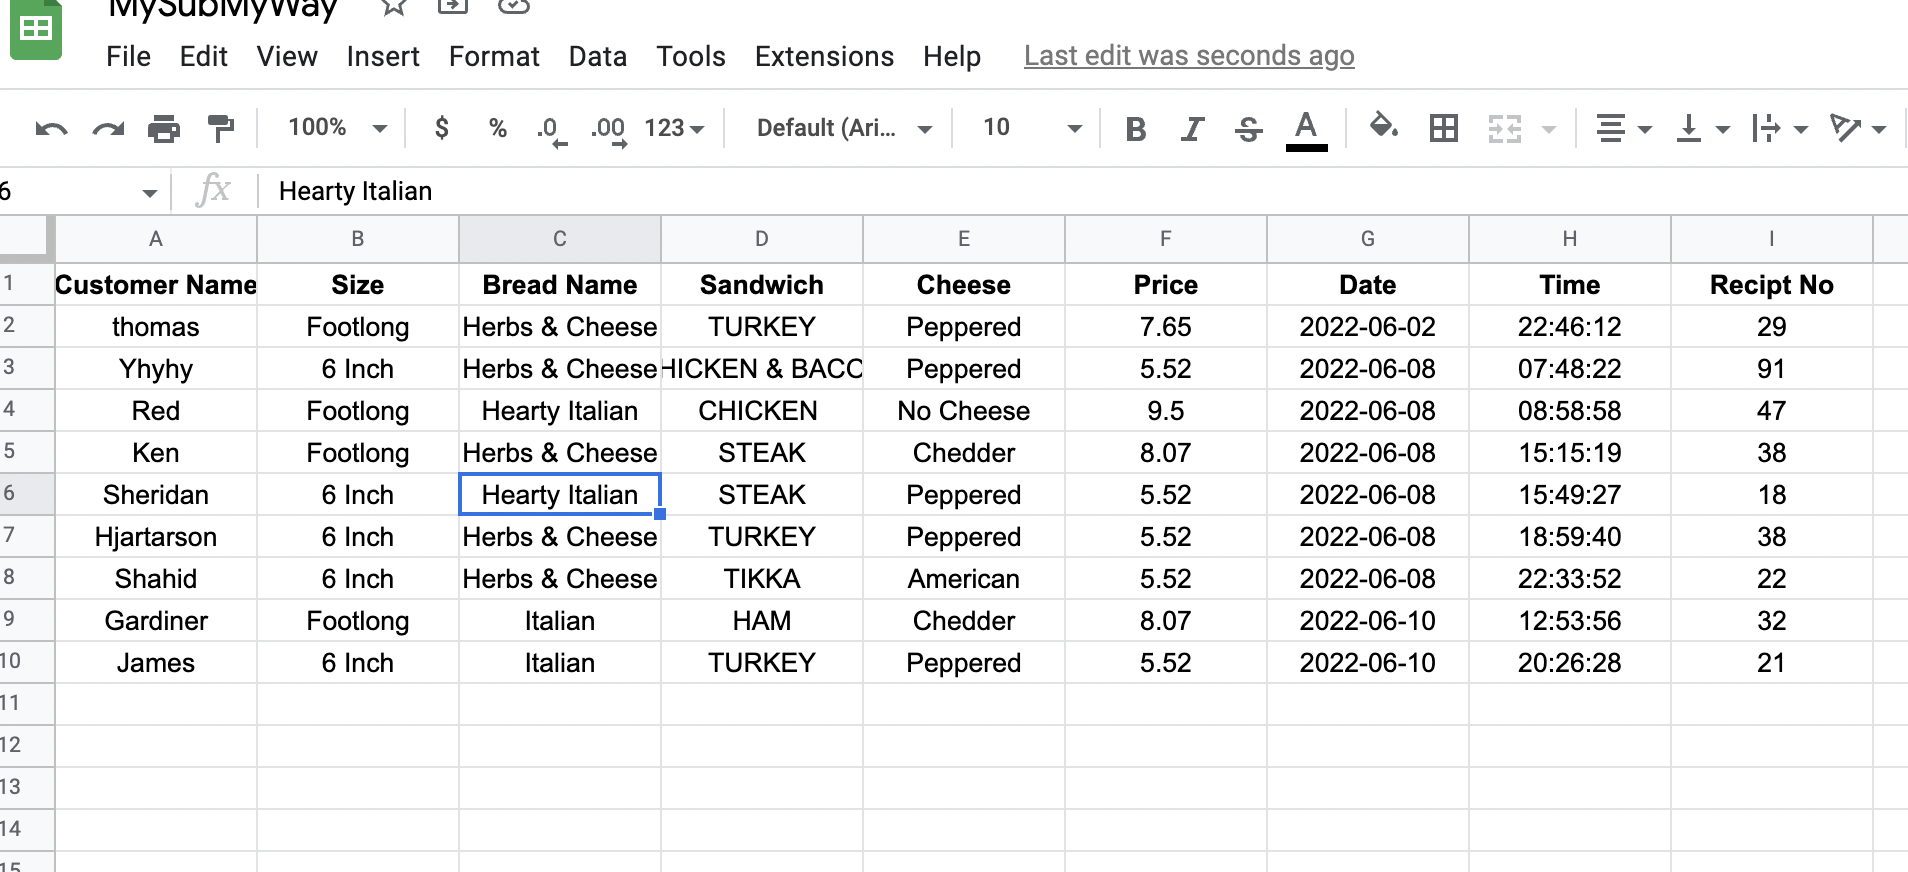 MySubMyWay
File Edit View Insert Format Data Tools Extensions Help Last edit was seconds ago
100% $ % .0 .00 123 Default (Ari... 10 B I S A
6 fx Hearty Italian
A B C D E F G H I
1 Customer Name Size Bread Name Sandwich Cheese Price Date Time Recipt No
2 thomas Footlong Herbs & Cheese TURKEY Peppered 7.65 2022-06-02 22:46:12 29
3 Yhyhy 6 Inch Herbs & Cheese HICKEN & BACO Peppered 5.52 2022-06-08 07:48:22 91
4 Red Footlong Hearty Italian CHICKEN No Cheese 9.5 2022-06-08 08:58:58 47
5 Ken Footlong Herbs & Cheese STEAK Chedder 8.07 2022-06-08 15:15:19 38
6 Sheridan 6 Inch Hearty Italian STEAK Peppered 5.52 2022-06-08 15:49:27 18
7 Hjartarson 6 Inch Herbs & Cheese TURKEY Peppered 5.52 2022-06-08 18:59:40 38
8 Shahid 6 Inch Herbs & Cheese TIKKA American 5.52 2022-06-08 22:33:52 22
9 Gardiner Footlong Italian HAM Chedder 8.07 2022-06-10 12:53:56 32
10 James 6 Inch Italian TURKEY Peppered 5.52 2022-06-10 20:26:28 21
11
12
13
14
15